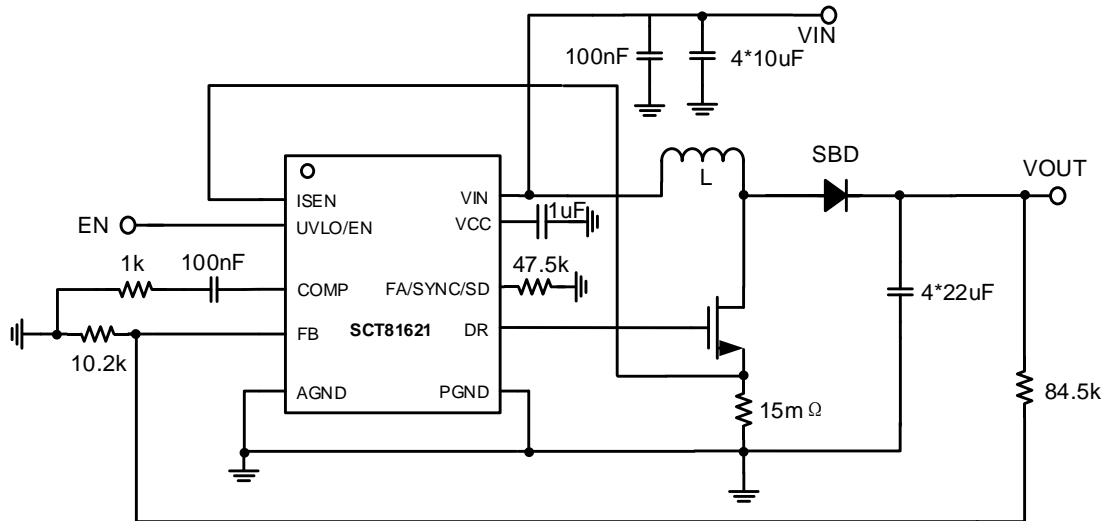 VIN
100nF
4*10uF
SBD
VOUT
L
ISEN
VIN
EN
UVLO/EN
VCC
1uF
1k
100nF
47.5k
COMP
FA/SYNC/SD
4*22uF
FB
SCT81621
DR
10.2k
AGND
PGND
15mΩ
84.5k